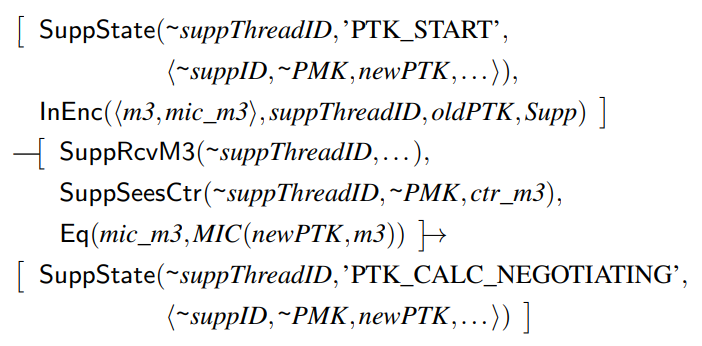 [ SuppState(~suppThreadID,’PTK_START’,
⟨~suppID,~PMK,newPTK,...⟩),
InEnc(⟨m3,mic_m3⟩,suppThreadID,oldPTK,Supp) ]
—[ SuppRcvM3(~suppThreadID,...),
SuppSeesCtr(~suppThreadID,~PMK,ctr_m3),
Eq(mic_m3,MIC(newPTK,m3)) ]↦
[ SuppState(~suppThreadID,’PTK_CALC_NEGOTIATING’,
⟨~suppID,~PMK,newPTK,...⟩) ]